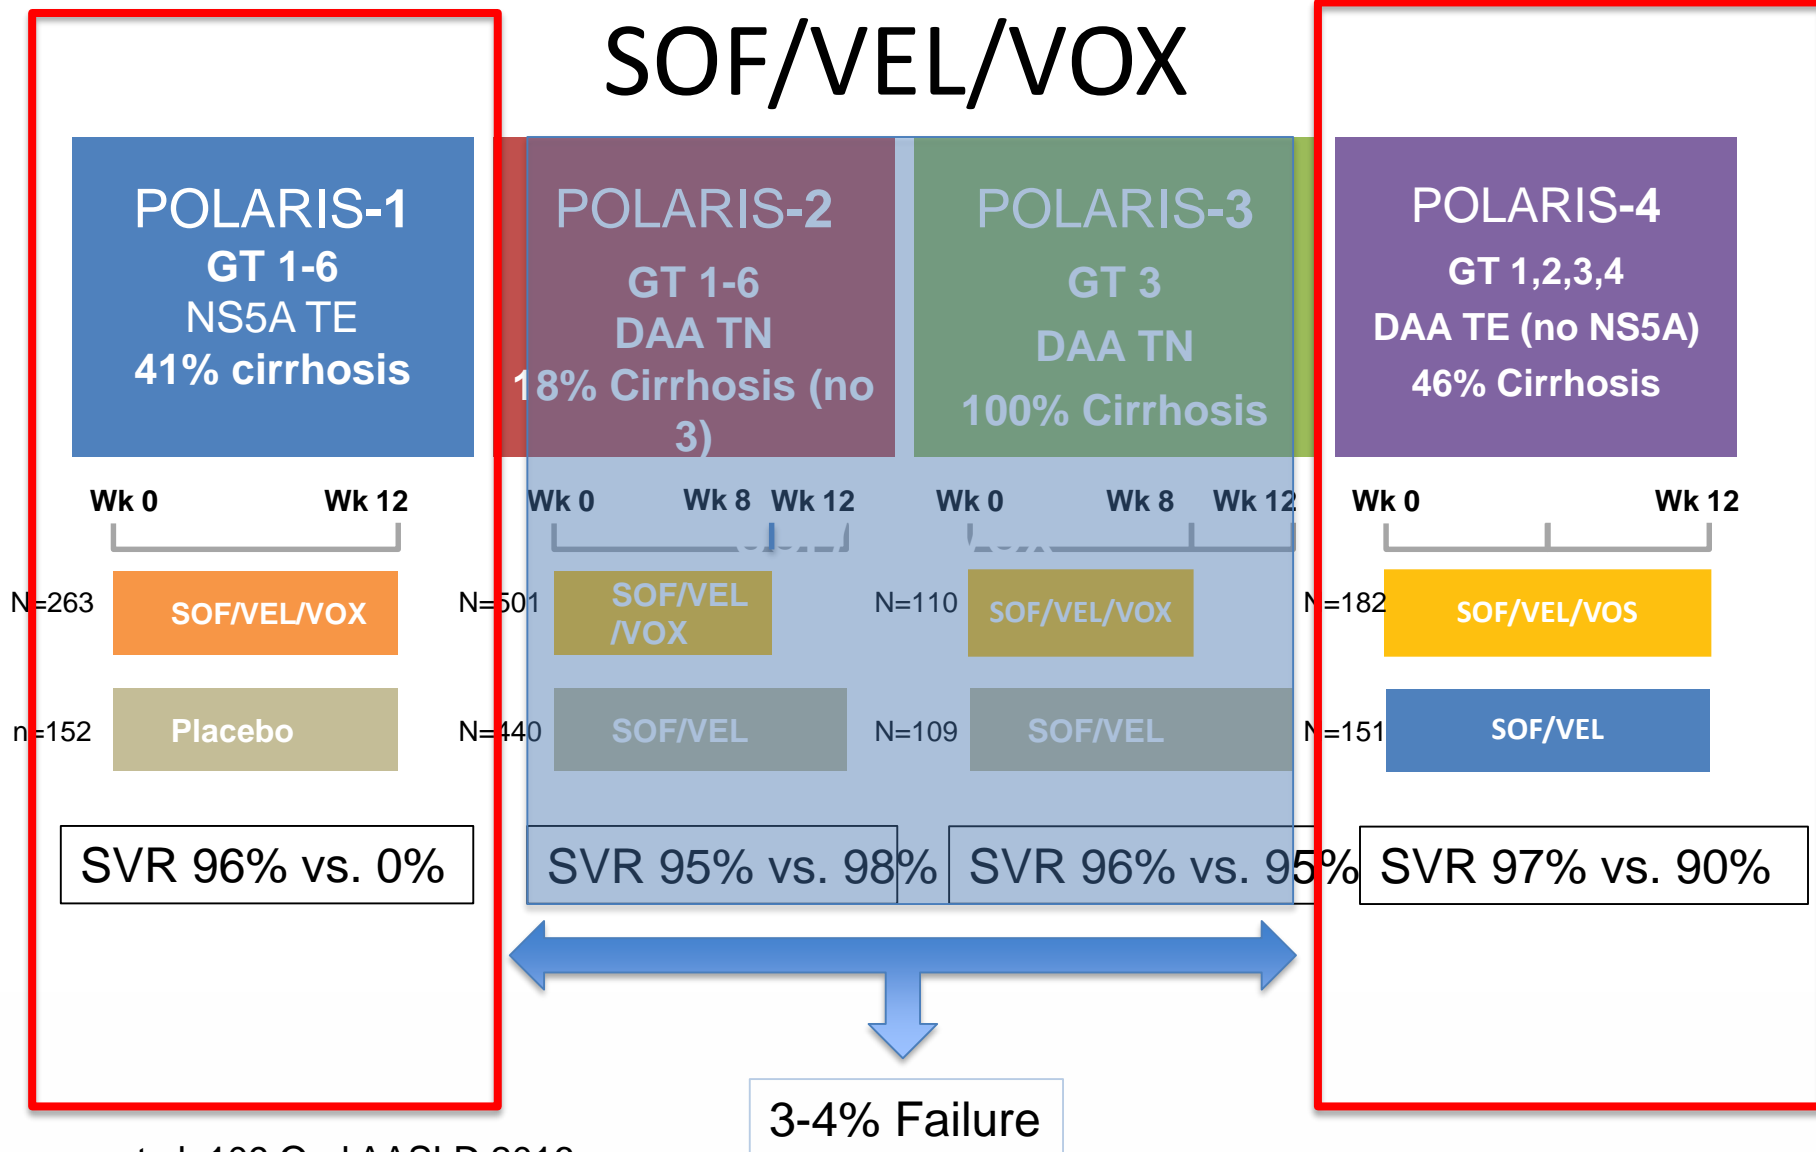 SOF/VEL/VOX
POLARIS-1
GT 1-6
NS5A TE
41% cirrhosis
POLARIS-2
GT 1-6
DAA TN
18% Cirrhosis (no
3)
POLARIS-3
GT 3
DAA TN
100% Cirrhosis
POLARIS-4
GT 1,2,3,4
DAA TE (no NS5A)
46% Cirrhosis
Wk 0 Wk 12
Wk 0 Wk 8 Wk 12
Wk 0 Wk 8 Wk 12
Wk 0 Wk 12
N=263 SOF/VEL/VOX
N=501 SOF/VEL
/VOX
N=110 SOF/VEL/VOX
N=182 SOF/VEL/VOS
n=152 Placebo
N=440 SOF/VEL
N=109 SOF/VEL
N=151 SOF/VEL
SVR 96% vs. 0%
SVR 95% vs. 98%
SVR 96% vs. 95%
SVR 97% vs. 90%
3-4% Failure